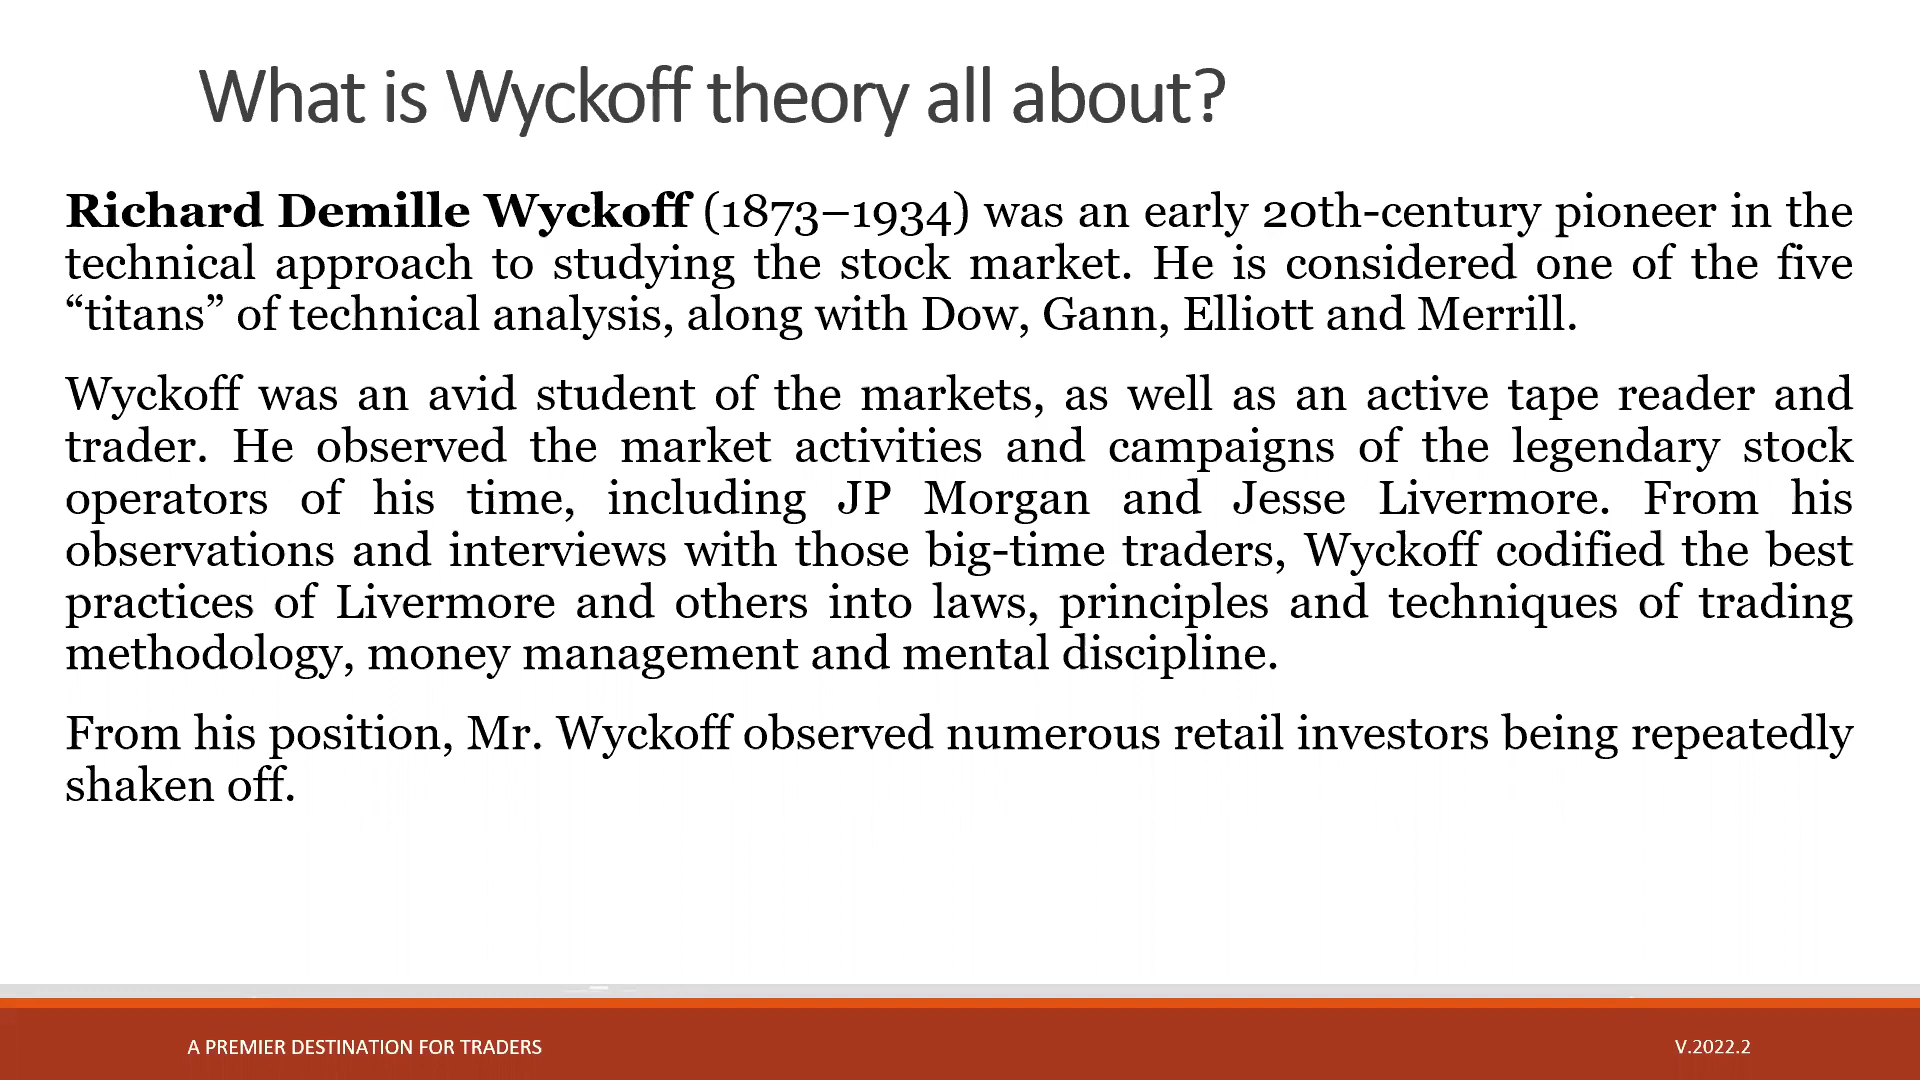 What is Wyckoff theory all about?
Richard Demille Wyckoff (1873–1934) was an early 20th-century pioneer in the
technical approach to studying the stock market. He is considered one of the five
“titans” of technical analysis, along with Dow, Gann, Elliott and Merrill.
Wyckoff was an avid student of the markets, as well as an active tape reader and
trader. He observed the market activities and campaigns of the legendary stock
operators of his time, including JP Morgan and Jesse Livermore. From his
observations and interviews with those big-time traders, Wyckoff codified the best
practices of Livermore and others into laws, principles and techniques of trading
methodology, money management and mental discipline.
From his position, Mr. Wyckoff observed numerous retail investors being repeatedly
shaken off.
A PREMIER DESTINATION FOR TRADERS
V.2022.2